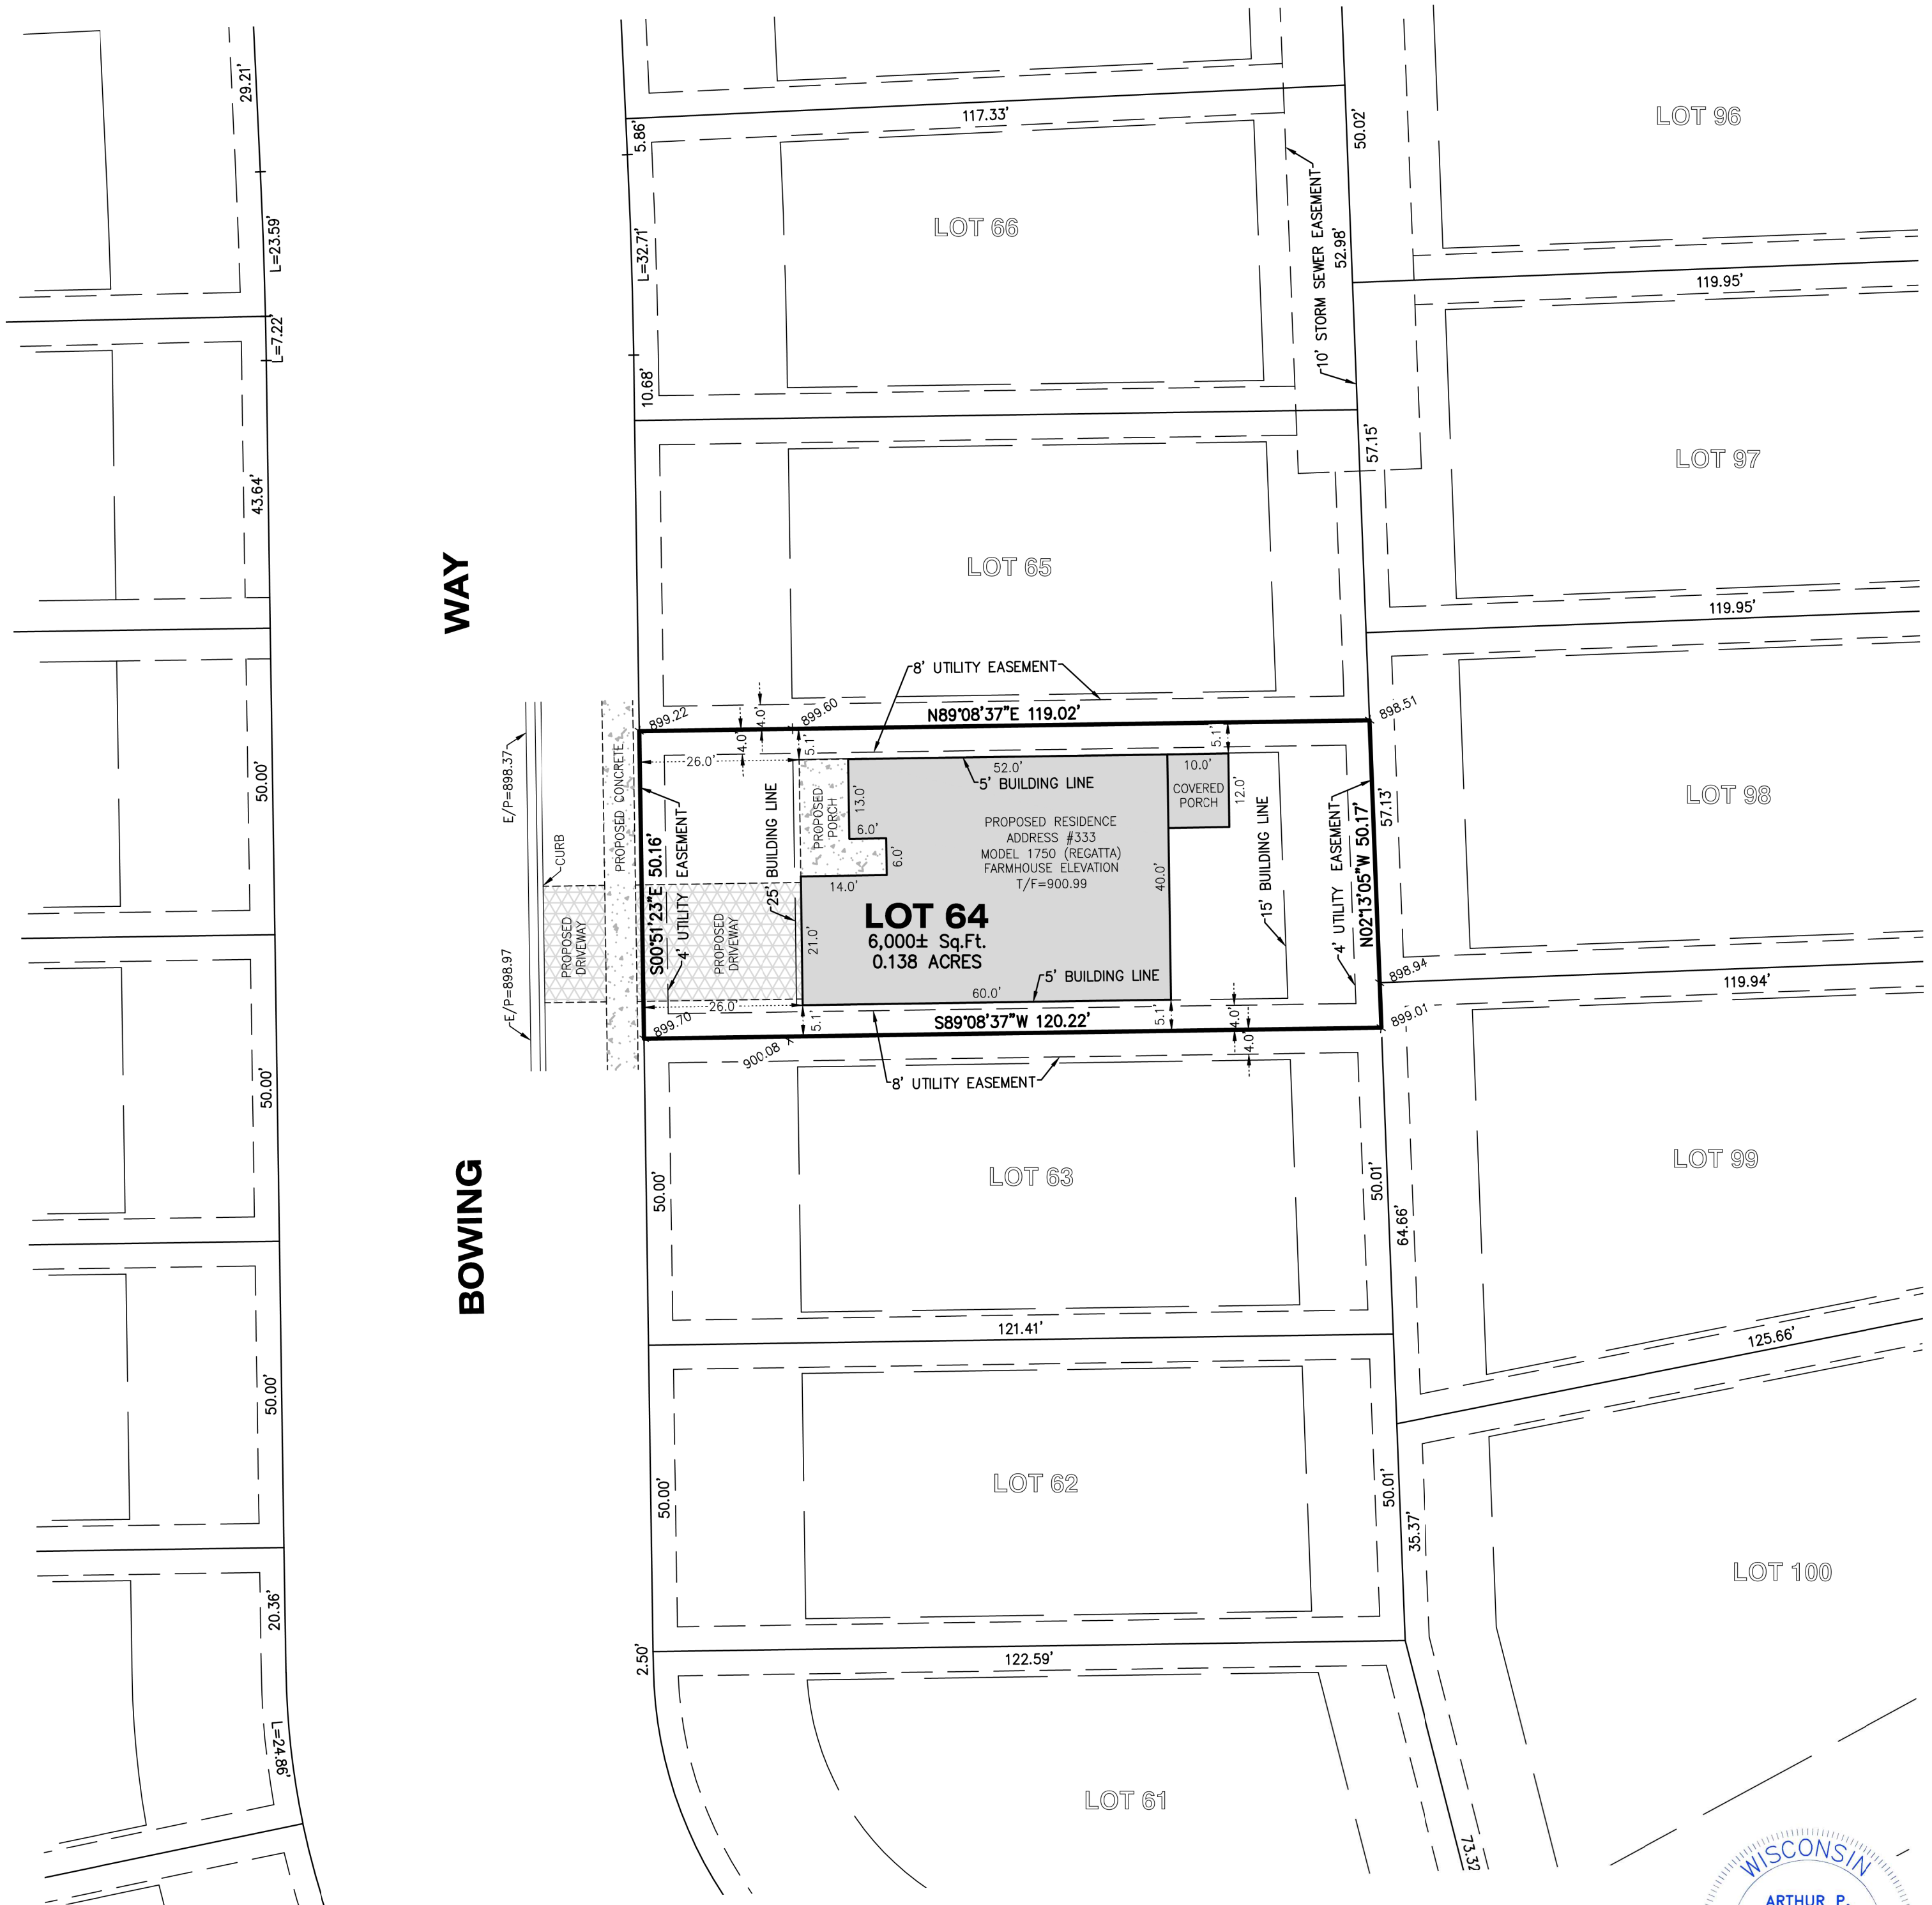 29.21'
L=23.59'
L=7.22'
43.64'
50.00'
50.00'
50.00'
20.36'
L=24.86'
WAY
BOWING
117.33'
5.86'
L=32.71'
10.68'
LOT 66
50.02'
10' STORM SEWER EASEMENT
52.98'
LOT 96
119.95'
LOT 65
57.15'
LOT 97
119.95'
8' UTILITY EASEMENT
N89°08'37"E 119.02'
899.22
899.60
898.51
4.0'
4.0'
5.1'
5.1'
E/P=898.37
E/P=898.97
CURB
PROPOSED CONCRETE
PROPOSED
DRIVEWAY
S00°51'23"E 50.16'
4' UTILITY EASEMENT
PROPOSED
DRIVEWAY
26.0'
26.0'
25' BUILDING LINE
PROPOSED
PORCH
52.0'
5' BUILDING LINE
13.0'
6.0'
6.0'
14.0'
21.0'
10.0'
COVERED
PORCH
12.0'
PROPOSED RESIDENCE
ADDRESS #333
MODEL 1750 (REGATTA)
FARMHOUSE ELEVATION
T/F=900.99
40.0'
LOT 64
6,000± Sq.Ft.
0.138 ACRES
5' BUILDING LINE
60.0'
15' BUILDING LINE
4' UTILITY EASEMENT
N02°13'05"W 50.17'
57.13'
LOT 98
899.70
900.08
5.1'
S89°08'37"W 120.22'
5.1'
4.0'
4.0'
898.94
899.01
119.94'
8' UTILITY EASEMENT
50.00'
LOT 63
50.01'
64.66'
LOT 99
121.41'
125.66'
50.00'
LOT 62
50.01'
35.37'
LOT 100
2.50'
122.59'
LOT 61
73.32
WISCONSIN
ARTHUR P.